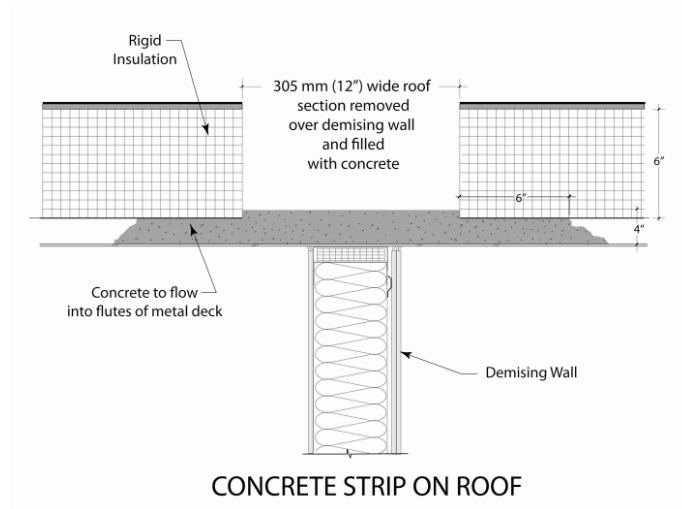 Rigid
Insulation
305 mm (12") wide roof
section removed
over demising wall
and filled
with concrete
6"
6"
4"
Concrete to flow
into flutes of metal deck
Demising Wall
CONCRETE STRIP ON ROOF